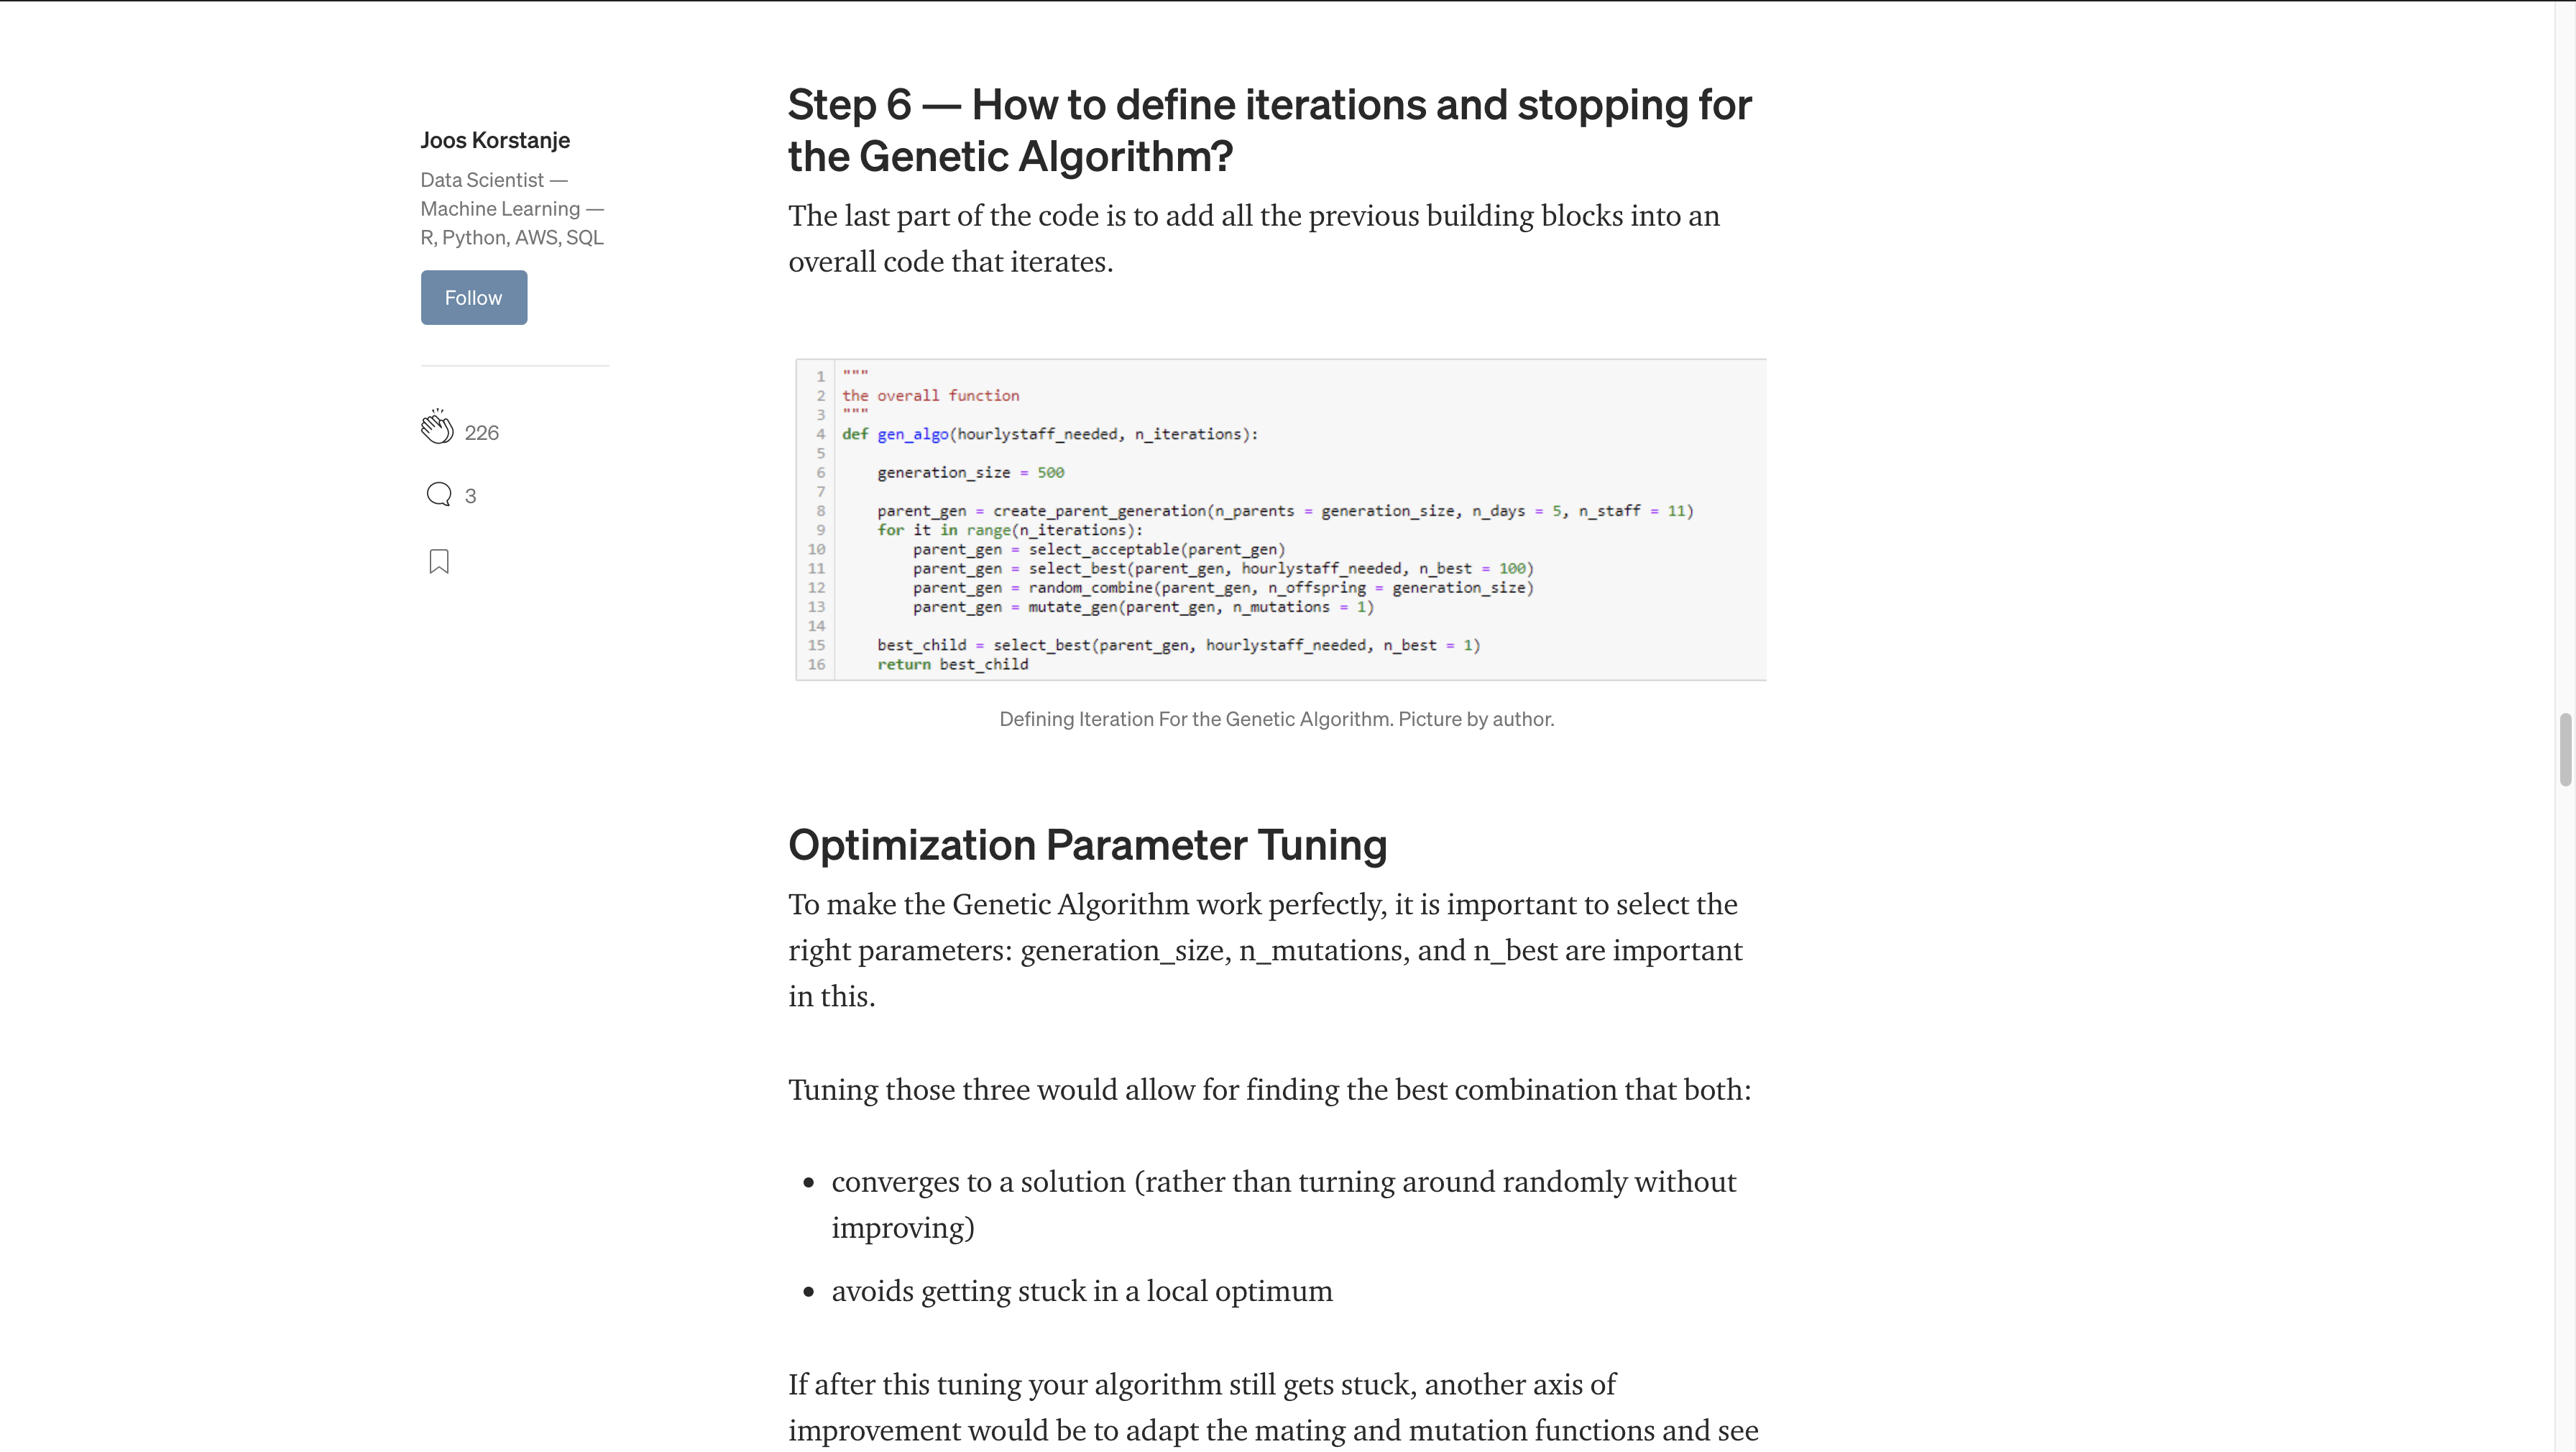 Joos Korstanje
Data Scientist —
Machine Learning —
R, Python, AWS, SQL
Follow
226
3
Step 6 — How to define iterations and stopping for
the Genetic Algorithm?
The last part of the code is to add all the previous building blocks into an
overall code that iterates.
1 """
2 the overall function
3 """
4 def gen_algo(hourlystaff_needed, n_iterations):
5
6     generation_size = 500
7
8     parent_gen = create_parent_generation(n_parents = generation_size, n_days = 5, n_staff = 11)
9     for it in range(n_iterations):
10         parent_gen = select_acceptable(parent_gen)
11         parent_gen = select_best(parent_gen, hourlystaff_needed, n_best = 100)
12         parent_gen = random_combine(parent_gen, n_offspring = generation_size)
13         parent_gen = mutate_gen(parent_gen, n_mutations = 1)
14
15     best_child = select_best(parent_gen, hourlystaff_needed, n_best = 1)
16     return best_child
Defining Iteration For the Genetic Algorithm. Picture by author.
Optimization Parameter Tuning
To make the Genetic Algorithm work perfectly, it is important to select the
right parameters: generation_size, n_mutations, and n_best are important
in this.
Tuning those three would allow for finding the best combination that both:
• converges to a solution (rather than turning around randomly without
improving)
• avoids getting stuck in a local optimum
If after this tuning your algorithm still gets stuck, another axis of
improvement would be to adapt the mating and mutation functions and see